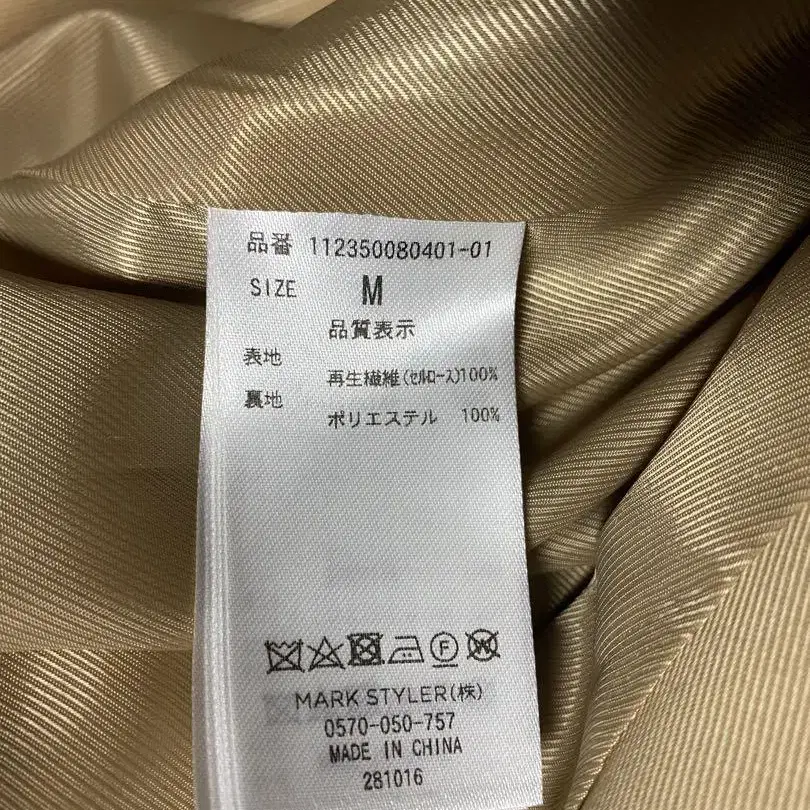 品番 112350080401-01
SIZE M
品質表示
表地
再生繊維(セルロース)100%
裏地
ポリエステル 100%
F
W
MARK STYLER(株)
0570-050-757
MADE IN CHINA
281016